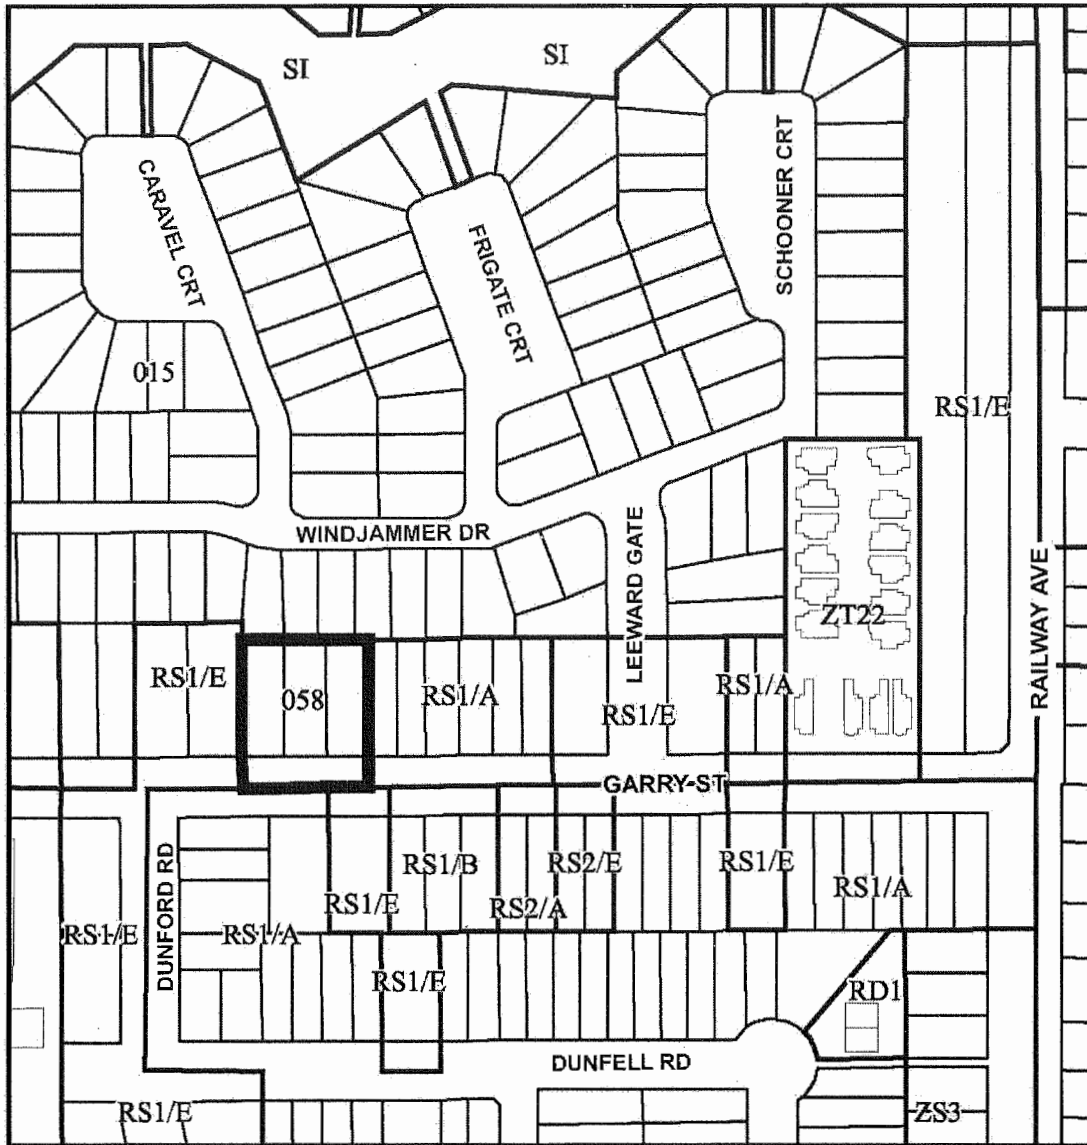 SI
SI
CARAVEL CRT
FRIGATE CRT
SCHOONER CRT
015
RS1/E
WINDJAMMER DR
LEEWARD GATE
RAILWAY AVE
ZT22
RS1/E
058
RS1/A
RS1/E
RS1/A
GARRY ST
DUNFORD RD
RS1/E
RS1/A
RS1/E
RS1/B
RS2/A
RS2/E
RS1/E
RS1/A
RS1/E
RD1
DUNFELL RD
RS1/E
ZS3